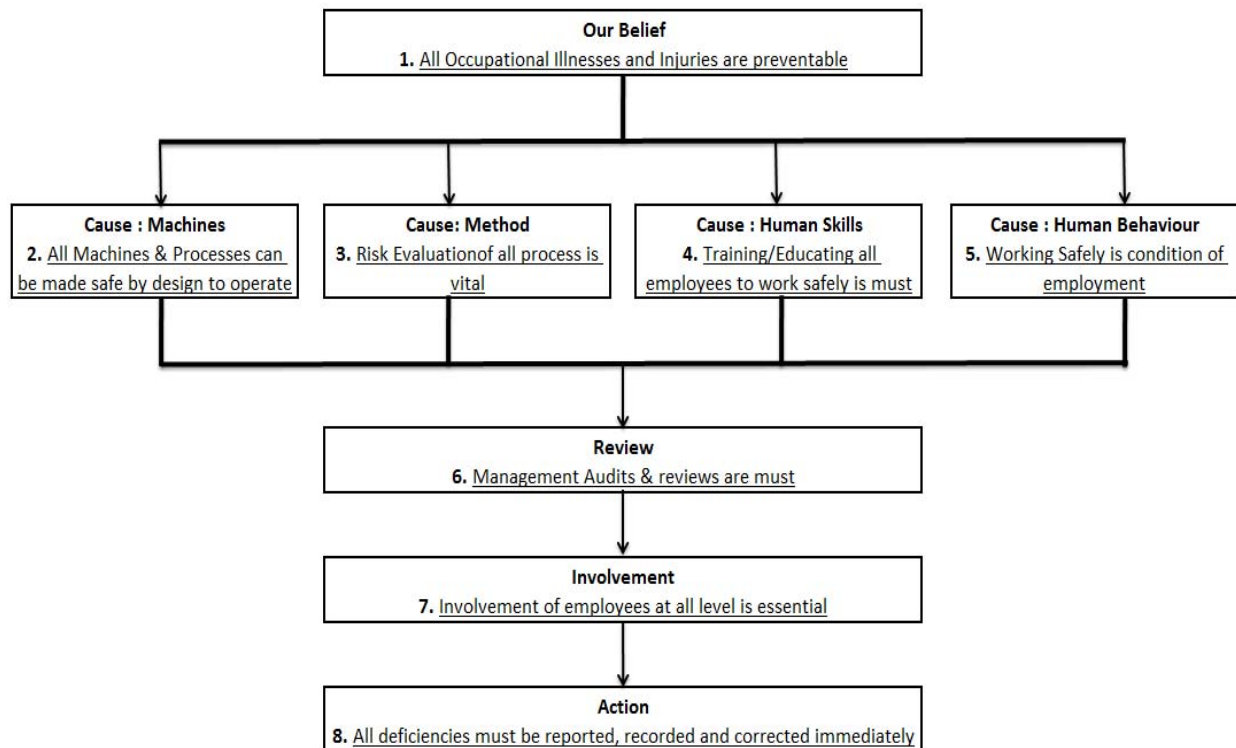 Our Belief
1. All Occupational Illnesses and Injuries are preventable
Cause : Machines
2. All Machines & Processes can
be made safe by design to operate
Cause: Method
3. Risk Evaluationof all process is
vital
Cause : Human Skills
4. Training/Educating all
employees to work safely is must
Cause : Human Behaviour
5. Working Safely is condition of
employment
Review
6. Management Audits & reviews are must
Involvement
7. Involvement of employees at all level is essential
Action
8. All deficiencies must be reported, recorded and corrected immediately